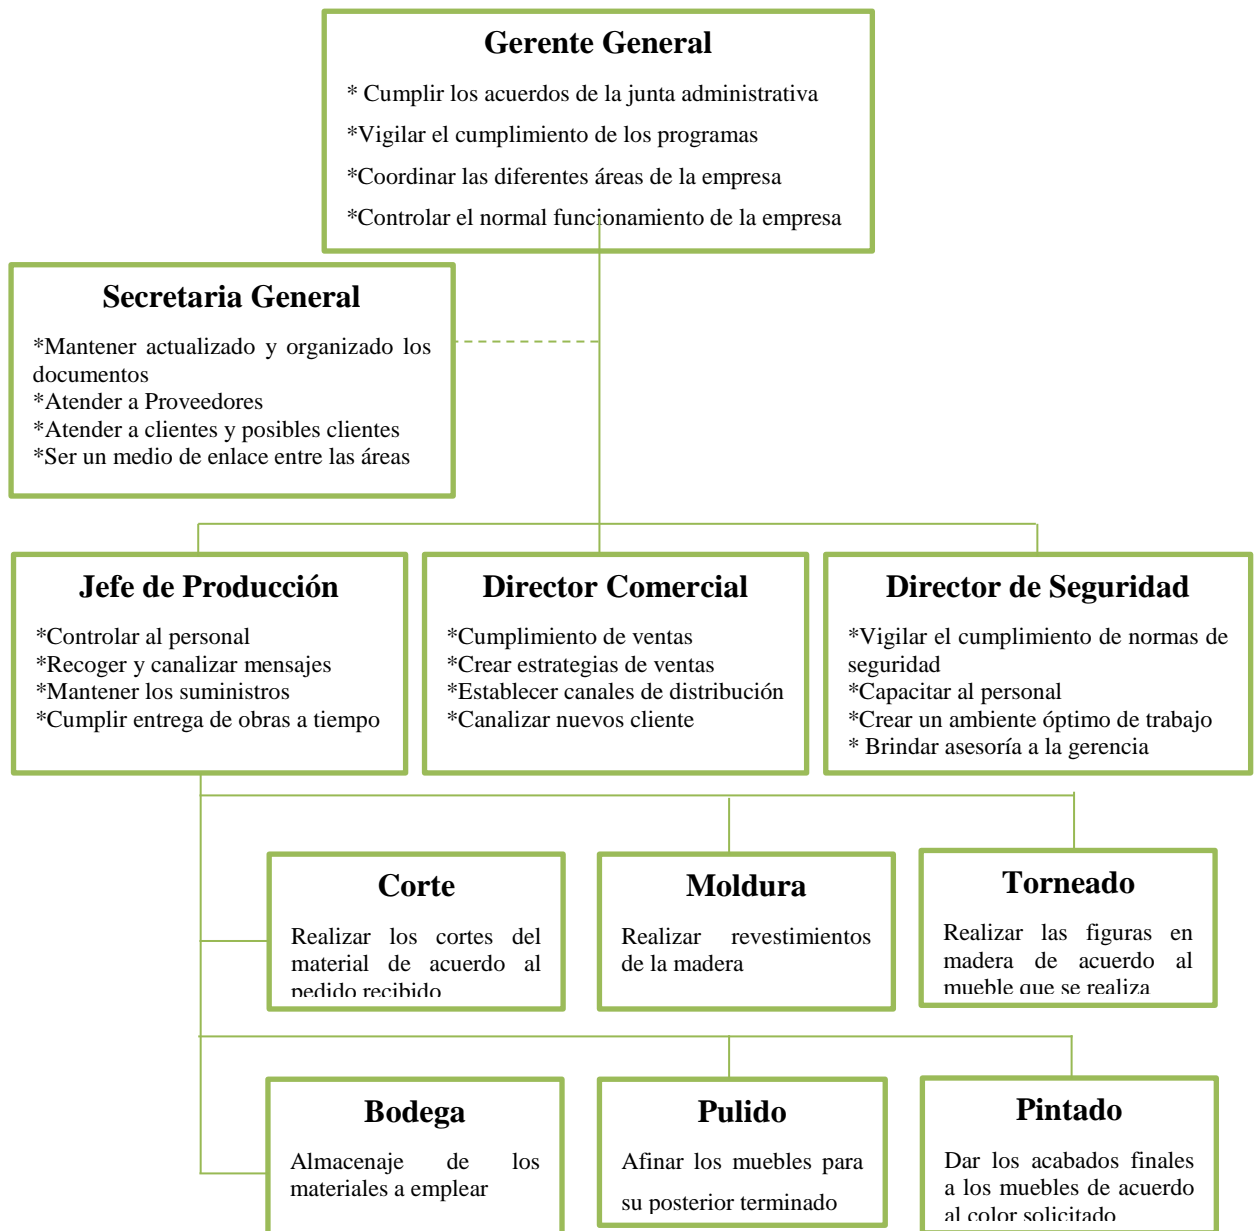 Gerente General
* Cumplir los acuerdos de la junta administrativa
*Vigilar el cumplimiento de los programas
*Coordinar las diferentes áreas de la empresa
*Controlar el normal funcionamiento de la empresa
Secretaria General
*Mantener actualizado y organizado los
documentos
*Atender a Proveedores
*Atender a clientes y posibles clientes
*Ser un medio de enlace entre las áreas
Jefe de Producción
*Controlar al personal
*Recoger y canalizar mensajes
*Mantener los suministros
*Cumplir entrega de obras a tiempo
Director Comercial
*Cumplimiento de ventas
*Crear estrategias de ventas
*Establecer canales de distribución
*Canalizar nuevos cliente
Director de Seguridad
*Vigilar el cumplimiento de normas de
seguridad
*Capacitar al personal
*Crear un ambiente óptimo de trabajo
* Brindar asesoría a la gerencia
Corte
Realizar los cortes del
material de acuerdo al
pedido recibido
Moldura
Realizar revestimientos
de la madera
Torneado
Realizar las figuras en
madera de acuerdo al
mueble que se realiza
Bodega
Almacenaje de los
materiales a emplear
Pulido
Afinar los muebles para
su posterior terminado
Pintado
Dar los acabados finales
a los muebles de acuerdo
al color solicitado